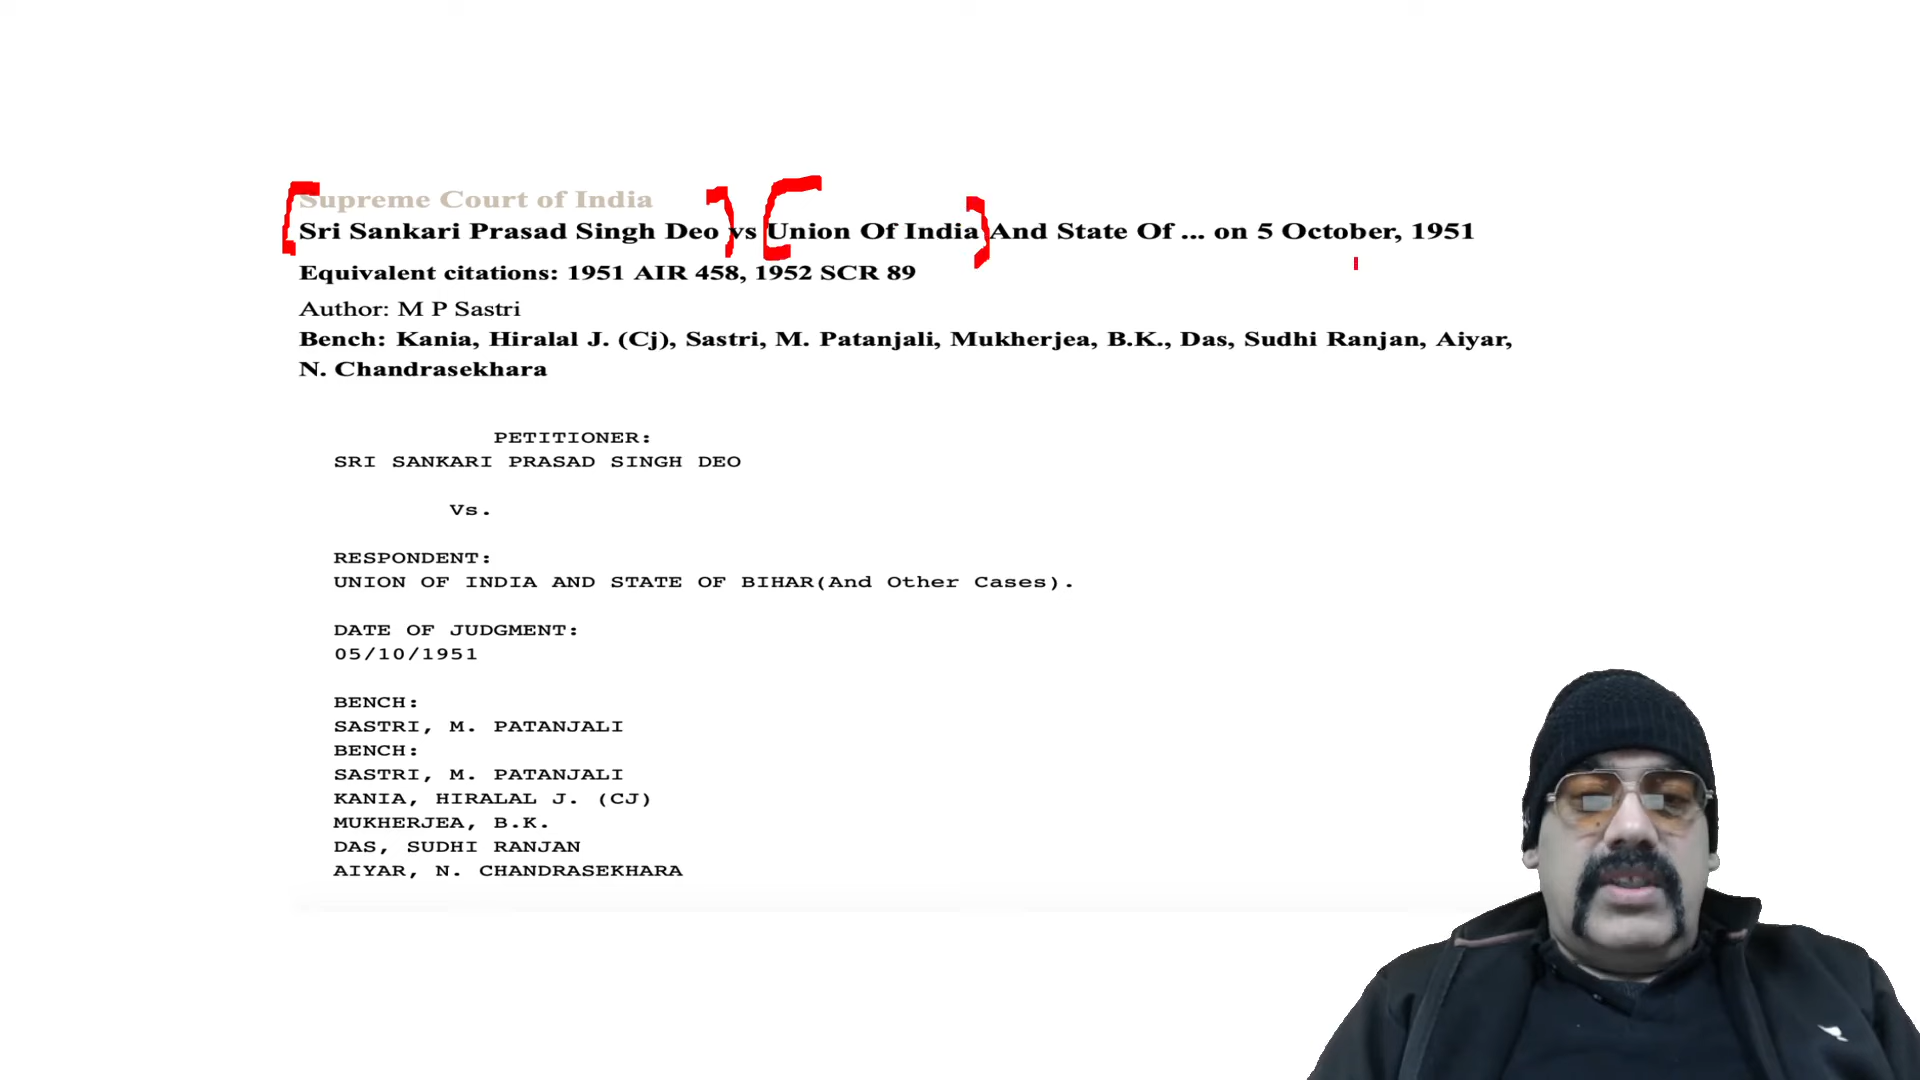 Supreme Court of India
Sri Sankari Prasad Singh Deo vs Union Of India And State Of ... on 5 October, 1951
Equivalent citations: 1951 AIR 458, 1952 SCR 89
Author: M P Sastri
Bench: Kania, Hiralal J. (Cj), Sastri, M. Patanjali, Mukherjea, B.K., Das, Sudhi Ranjan, Aiyar,
N. Chandrasekhara
PETITIONER:
SRI SANKARI PRASAD SINGH DEO
Vs.
RESPONDENT:
UNION OF INDIA AND STATE OF BIHAR(And Other Cases).
DATE OF JUDGMENT:
05/10/1951
BENCH:
SASTRI, M. PATANJALI
BENCH:
SASTRI, M. PATANJALI
KANIA, HIRALAL J. (CJ)
MUKHERJEA, B.K.
DAS, SUDHI RANJAN
AIYAR, N. CHANDRASEKHARA